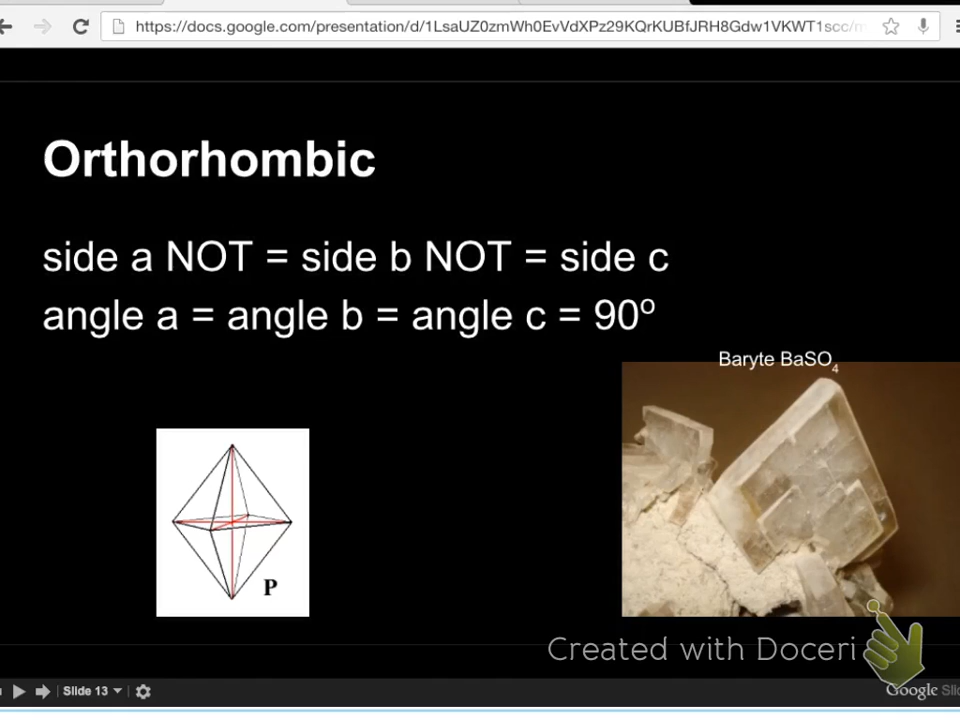 https://docs.google.com/presentation/d/1LsaUZ0zmWh0EvVdXPz29KQrKUBfJRH8Gdw1VKWT1scc/
Orthorhombic
side a NOT = side b NOT = side c
angle a = angle b = angle c = 90º
Baryte BaSO₄
P
Created with Doceri
Slide 13
Google